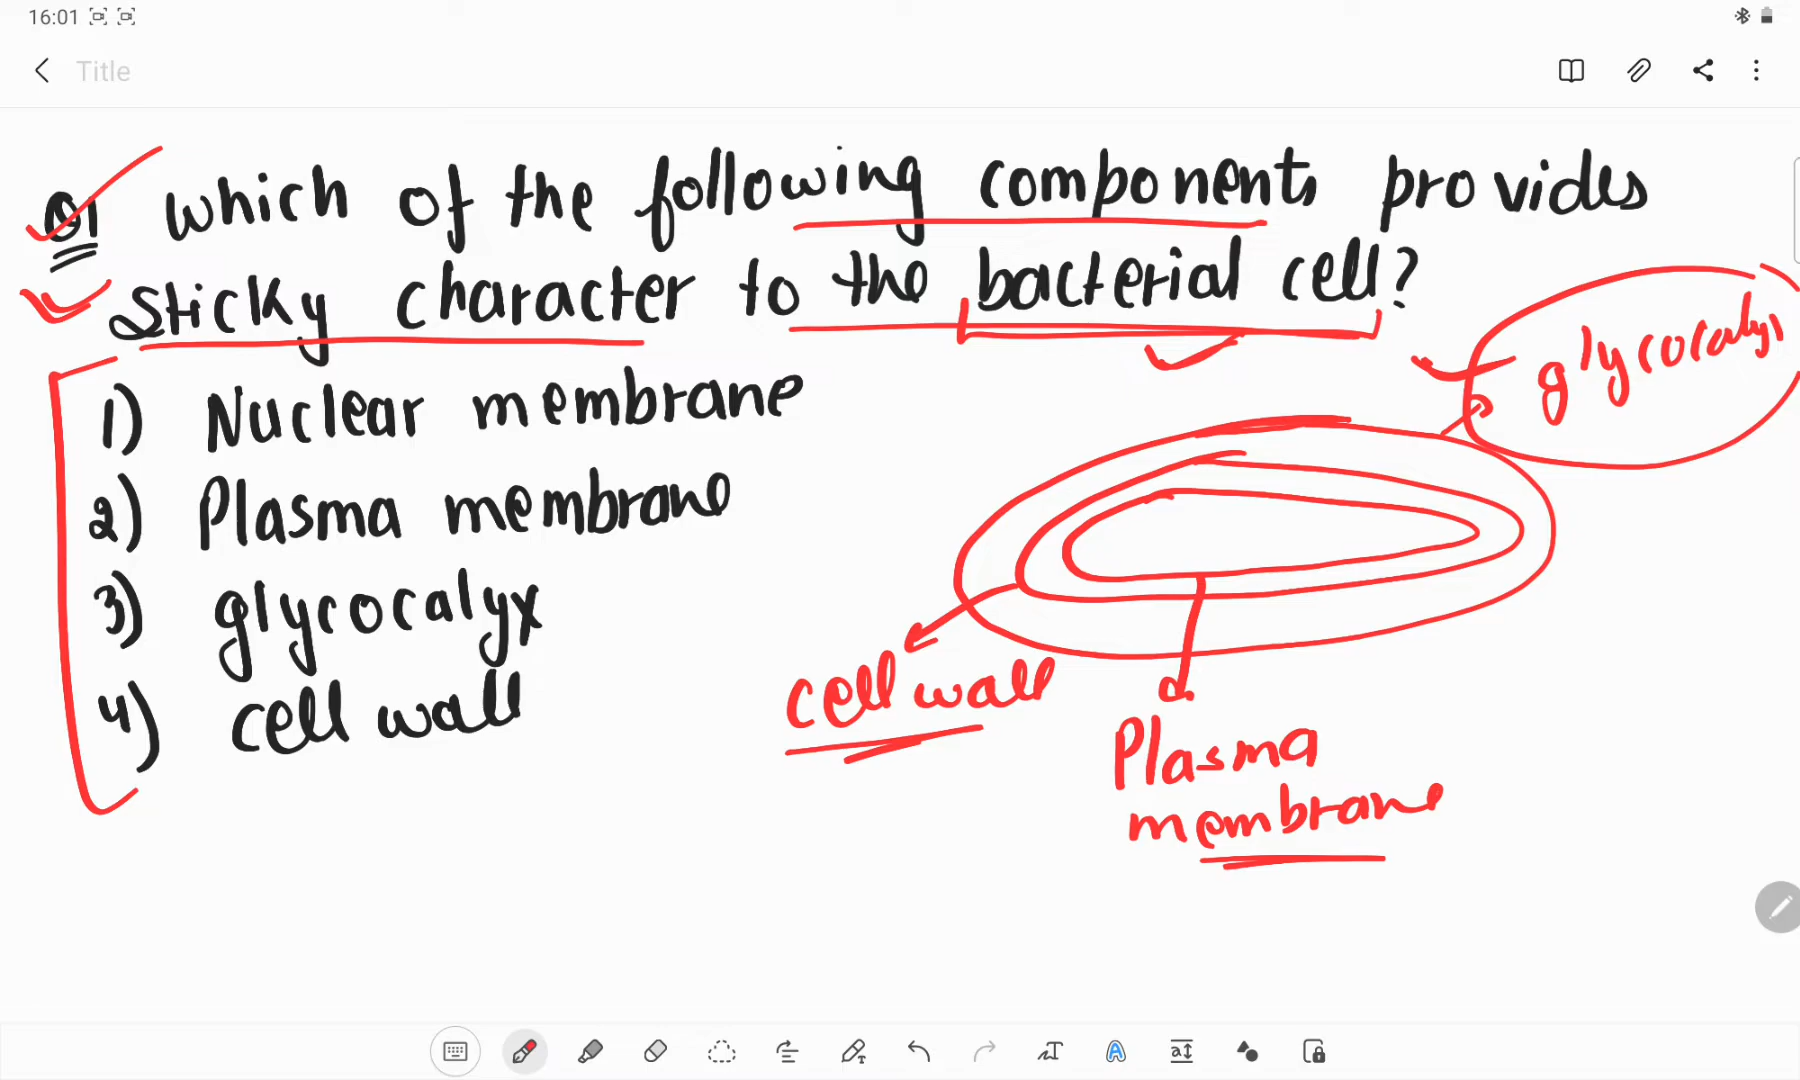 16:01
Title
Q1 which of the following components provides
sticky character to the bacterial cell?
1) Nuclear membrane
2) Plasma membrane
3) glycocalyx
4) cell wall
glycocalyx
cell wall
Plasma
membrane